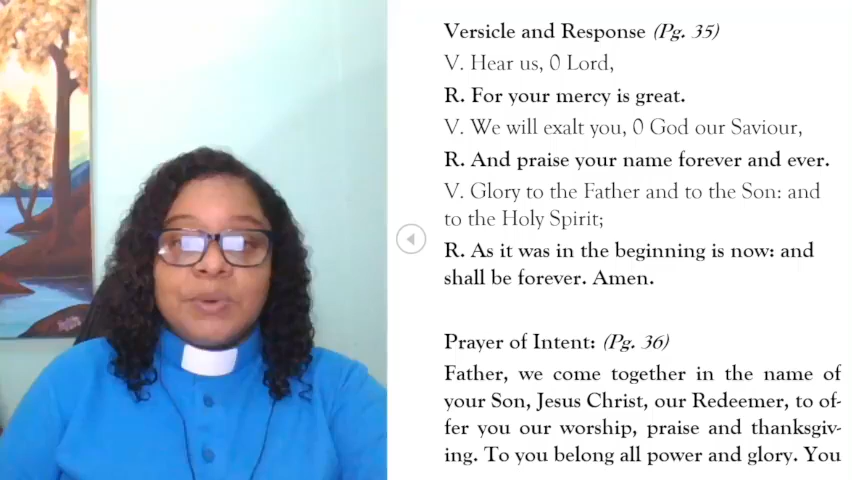 Versicle and Response (Pg. 35)
V. Hear us, O Lord,
R. For your mercy is great.
V. We will exalt you, O God our Saviour,
R. And praise your name forever and ever.
V. Glory to the Father and to the Son: and
to the Holy Spirit;
R. As it was in the beginning is now: and
shall be forever. Amen.
Prayer of Intent: (Pg. 36)
Father, we come together in the name of
your Son, Jesus Christ, our Redeemer, to of-
fer you our worship, praise and thanksgiv-
ing. To you belong all power and glory. You